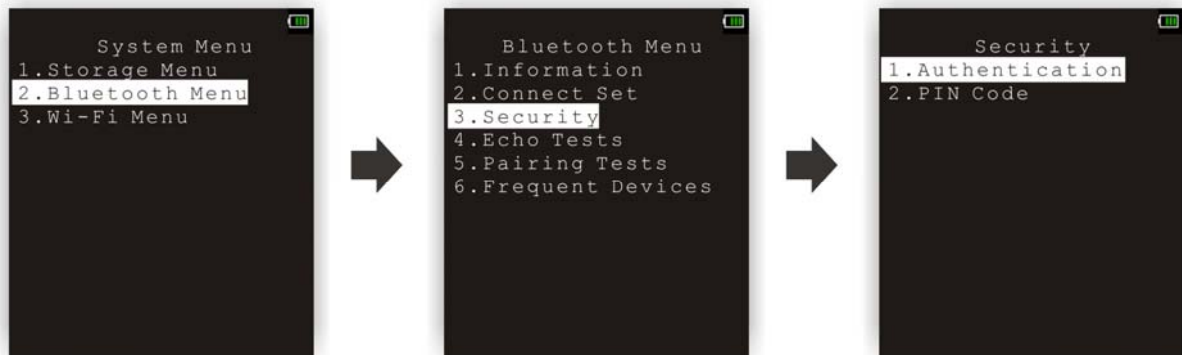 System Menu
1.Storage Menu
2.Bluetooth Menu
3.Wi-Fi Menu
Bluetooth Menu
1.Information
2.Connect Set
3.Security
4.Echo Tests
5.Pairing Tests
6.Frequent Devices
Security
1.Authentication
2.PIN Code